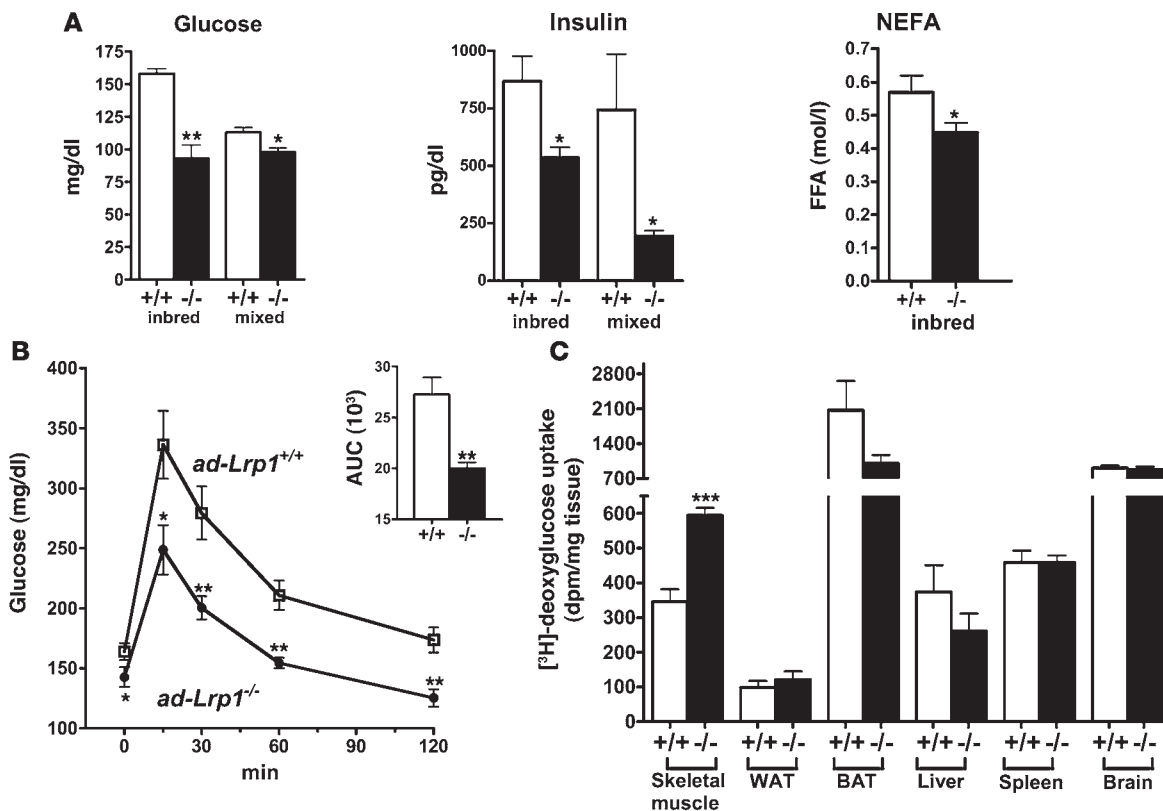 A
Glucose
175
150
125
100
75
50
25
0
mg/dl
**
*
+/+ -/- +/+ -/-
inbred mixed
Insulin
1000
750
500
250
0
pg/dl
*
*
+/+ -/- +/+ -/-
inbred mixed
NEFA
0.7
0.6
0.5
0.4
0.3
0.2
0.1
0.0
FFA (mol/l)
*
+/+ -/-
inbred
B
400
350
300
250
200
150
100
Glucose (mg/dl)
ad-Lrp1+/+
ad-Lrp1-/-
*
*
**
**
**
0 30 60 90 120
min
30
25
20
15
AUC (10³)
**
+/+ -/-
C
2800
2100
1400
700
600
500
400
300
200
100
0
[³H]-deoxyglucose uptake
(dpm/mg tissue)
***
+/+ -/- +/+ -/- +/+ -/- +/+ -/- +/+ -/- +/+ -/-
Skeletal WAT BAT Liver Spleen Brain
muscle